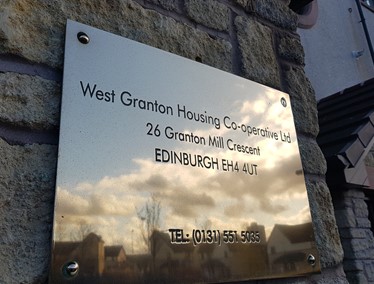 West Granton Housing Co-operative Ltd
26 Granton Mill Crescent
EDINBURGH EH4 4UT
TEL: (0131) 551 5035